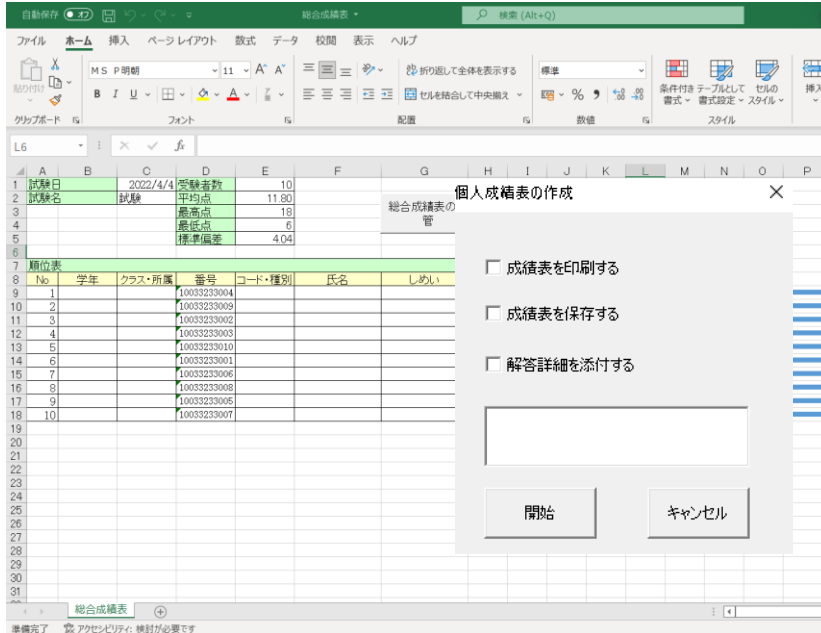 自動保存 オフ 総合成績表 検索 (Alt+Q)
ファイル ホーム 挿入 ページ レイアウト 数式 データ 校閲 表示 ヘルプ
MS P明朝 11 A A 折り返して全体を表示する 標準
貼り付け B I U A セルを結合して中央揃え % 9 条件付き書式 テーブルとして書式設定 セルのスタイル 挿入
クリップボード フォント 配置 数値 スタイル
L6 fx
A B C D E F G H I J K L M N O P
1 試験日 2022/4/4 受験者数 10
2 試験名 試験 平均点 11.80
3 最高点 18
4 最低点 6
5 標準偏差 4.04
総合成績表の
管
6
7 順位表
8 No 学年 クラス・所属 番号 コード・種別 氏名 しめい
9 1 10033233004
10 2 10033233009
11 3 10033233002
12 4 10033233003
13 5 10033233010
14 6 10033233001
15 7 10033233006
16 8 10033233008
17 9 10033233005
18 10 10033233007
19
20
21
22
23
24
25
26
27
28
29
30
31
個人成績表の作成
成績表を印刷する
成績表を保存する
解答詳細を添付する
開始 キャンセル
総合成績表
準備完了 アクセシビリティ: 検討が必要です